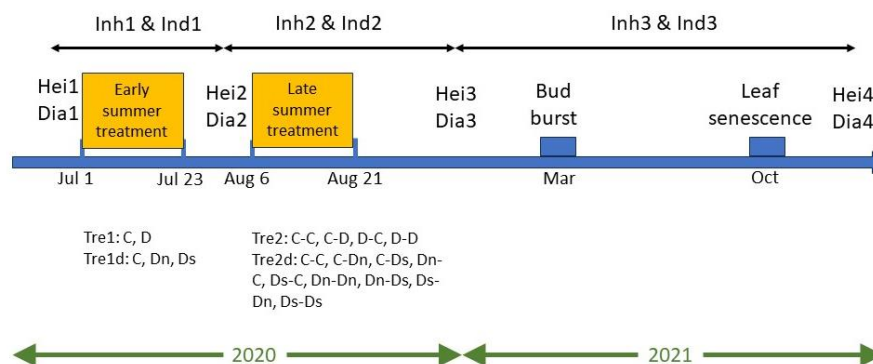 Inh1 & Ind1
Inh2 & Ind2
Inh3 & Ind3
Hei1
Dia1
Early
summer
treatment
Hei2
Dia2
Late
summer
treatment
Hei3
Dia3
Bud
burst
Leaf
senescence
Hei4
Dia4
Jul 1
Jul 23
Aug 6
Aug 21
Mar
Oct
Tre1: C, D
Tre1d: C, Dn, Ds
Tre2: C-C, C-D, D-C, D-D
Tre2d: C-C, C-Dn, C-Ds, Dn-
C, Ds-C, Dn-Dn, Dn-Ds, Ds-
Dn, Ds-Ds
2020
2021